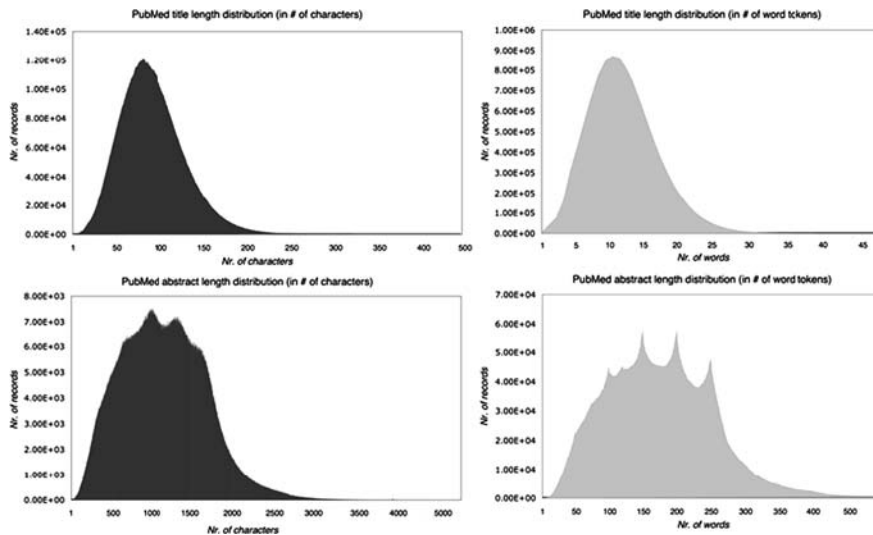 PubMed title length distribution (in # of characters)
Nr. of records
1.40E+05
1.20E+05
1.00E+05
8.00E+04
6.00E+04
4.00E+04
2.00E+04
0.00E+00
1 50 100 150 200 250 300 350 400 500
Nr. of characters
PubMed title length distribution (in # of word tckens)
Nr. of records
1.00E+06
9.00E+05
8.00E+05
7.00E+05
6.00E+05
5.00E+05
4.00E+05
3.00E+05
2.00E+05
1.00E+05
0.00E+00
1 5 10 15 20 25 30 35 40 45
Nr. of words
PubMed abstract length distribution (in # of characters)
Nr. of records
8.00E+03
7.00E+03
6.00E+03
5.00E+03
4.00E+03
3.00E+03
2.00E+03
1.00E+03
0.00E+00
1 500 1000 1500 2000 2500 3000 4000 5000
Nr. of characters
PubMed abstract length distribution (in # of word tokens)
Nr. of records
7.00E+04
6.00E+04
5.00E+04
4.00E+04
3.00E+04
2.00E+04
1.00E+04
0.00E+00
1 50 100 150 200 250 300 400 500
Nr. of words